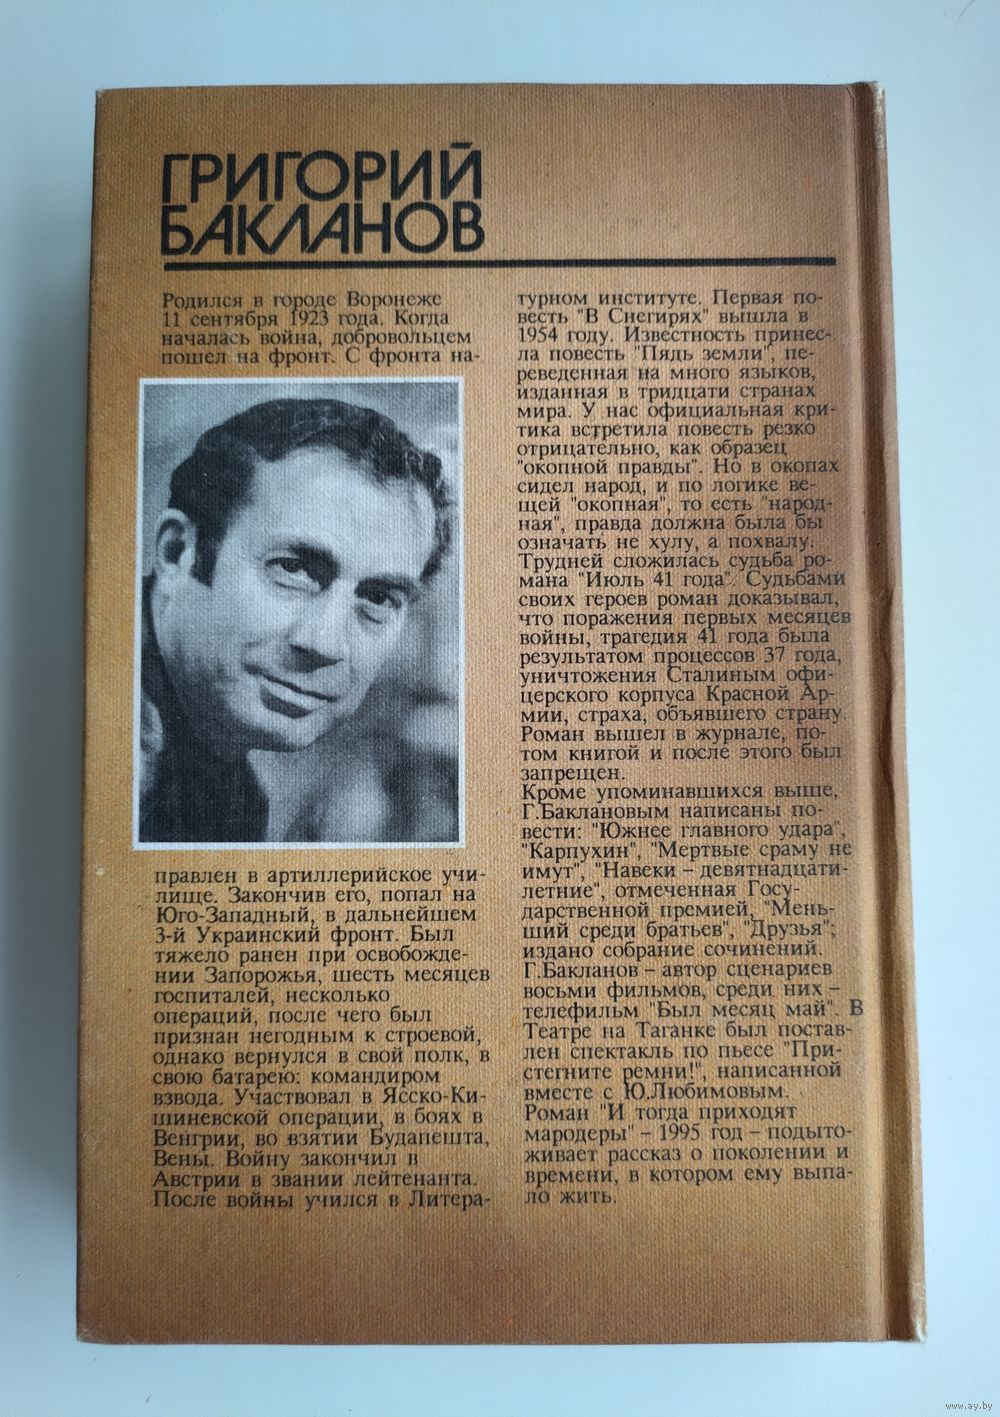 ГРИГОРИЙ
БАКЛАНОВ
Родился в городе Воронеже
11 сентября 1923 года. Когда
началась война, добровольцем
пошел на фронт. С фронта на-
правлен в артиллерийское учи-
лище. Закончив его, попал на
Юго-Западный, в дальнейшем
3-й Украинский фронт. Был
тяжело ранен при освобожде-
нии Запорожья, шесть месяцев
госпиталей, несколько
операций, после чего был
признан негодным к строевой,
однако вернулся в свой полк, в
свою батарею: командиром
взвода. Участвовал в Ясско-Ки-
шиневской операции, в боях в
Венгрии, во взятии Будапешта,
Вены. Войну закончил в
Австрии в звании лейтенанта.
После войны учился в Литера-
турном институте. Первая по-
весть "В Снегирях" вышла в
1954 году. Известность принес-
ла повесть "Пядь земли", пе-
реведенная на много языков,
изданная в тридцати странах
мира. У нас официальная кри-
тика встретила повесть резко
отрицательно, как образец
"окопной правды". Но в окопах
сидел народ, и по логике ве-
щей "окопная", то есть "народ-
ная", правда должна была бы
означать не хулу, а похвалу.
Трудней сложилась судьба ро-
мана "Июль 41 года". Судьбами
своих героев роман доказывал,
что поражения первых месяцев
войны, трагедия 41 года была
результатом процессов 37 года,
уничтожения Сталиным офи-
церского корпуса Красной Ар-
мии, страха, объявшего страну.
Роман вышел в журнале, по-
том книгой и после этого был
запрещен.
Кроме упоминавшихся выше,
Г.Баклановым написаны по-
вести: "Южнее главного удара",
"Карпухин", "Мертвые сраму не
имут", "Навеки – девятнадцати-
летние", отмеченная Госу-
дарственной премией, "Мень-
ший среди братьев", "Друзья";
издано собрание сочинений.
Г.Бакланов – автор сценариев
восьми фильмов, среди них –
телефильм "Был месяц май". В
Театре на Таганке был постав-
лен спектакль по пьесе "При-
стегните ремни!", написанной
вместе с Ю.Любимовым.
Роман "И тогда приходят
мародеры" – 1995 год – подыто-
живает рассказ о поколении и
времени, в котором ему выпа-
ло жить.
www.ay.by